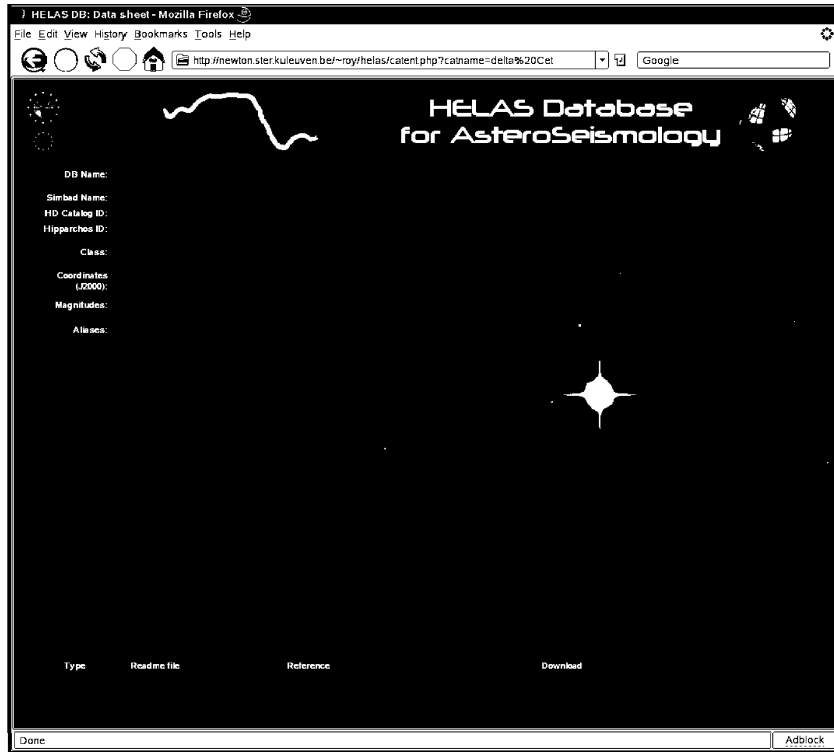 HELAS DB: Data sheet - Mozilla Firefox
File Edit View History Bookmarks Tools Help
http://newton.ster.kuleuven.be/~roy/helas/catent.php?catname=delta%20Cet
Google
HELAS Database
for AsteroSeismology
DB Name:
Simbad Name:
HD Catalog ID:
Hipparchos ID:
Class:
Coordinates
(J2000):
Magnitudes:
Aliases:
Type Readme file Reference Download
Done Adblock